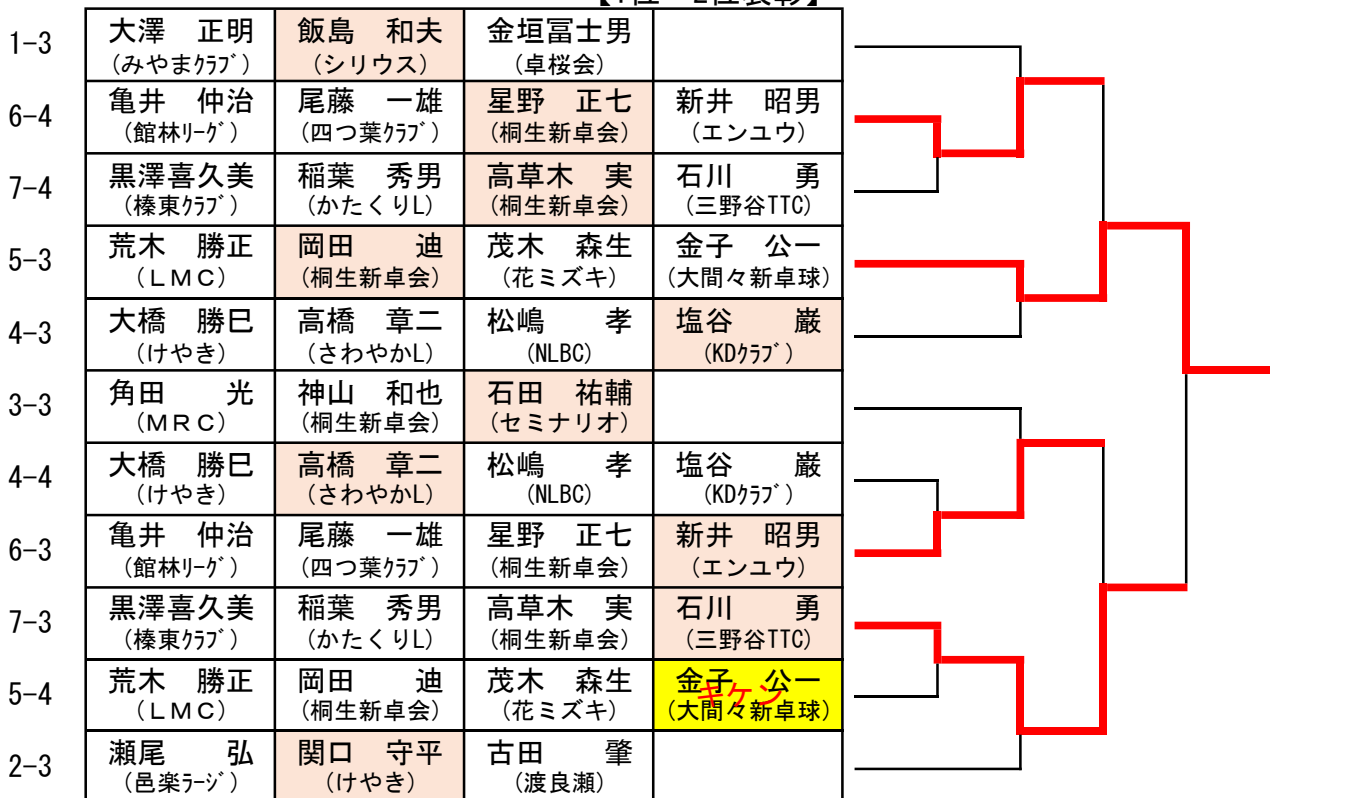 1-3 大澤　正明 飯島　和夫 金垣冨士男
(みやまｸﾗﾌﾞ) (シリウス) (卓桜会)
6-4 亀井　仲治 尾藤　一雄 星野　正七 新井　昭男
(館林ﾘｰｸﾞ) (四つ葉ｸﾗﾌﾞ) (桐生新卓会) (エンユウ)
7-4 黒澤喜久美 稲葉　秀男 高草木　実 石川　　勇
(榛東ｸﾗﾌﾞ) (かたくりL) (桐生新卓会) (三野谷TTC)
5-3 荒木　勝正 岡田　　迪 茂木　森生 金子　公一
(ＬＭＣ) (桐生新卓会) (花ミズキ) (大間々新卓球)
4-3 大橋　勝巳 高橋　章二 松嶋　　孝 塩谷　　巌
(けやき) (さわやかL) (NLBC) (KDｸﾗﾌﾞ)
3-3 角田　　光 神山　和也 石田　祐輔
(ＭＲＣ) (桐生新卓会) (セミナリオ)
4-4 大橋　勝巳 高橋　章二 松嶋　　孝 塩谷　　巌
(けやき) (さわやかL) (NLBC) (KDｸﾗﾌﾞ)
6-3 亀井　仲治 尾藤　一雄 星野　正七 新井　昭男
(館林ﾘｰｸﾞ) (四つ葉ｸﾗﾌﾞ) (桐生新卓会) (エンユウ)
7-3 黒澤喜久美 稲葉　秀男 高草木　実 石川　　勇
(榛東ｸﾗﾌﾞ) (かたくりL) (桐生新卓会) (三野谷TTC)
5-4 荒木　勝正 岡田　　迪 茂木　森生 金子　公一
キケン
(ＬＭＣ) (桐生新卓会) (花ミズキ) (大間々新卓球)
2-3 瀬尾　　弘 関口　守平 古田　　肇
(邑楽ﾗｰｼﾞ) (けやき) (渡良瀬)